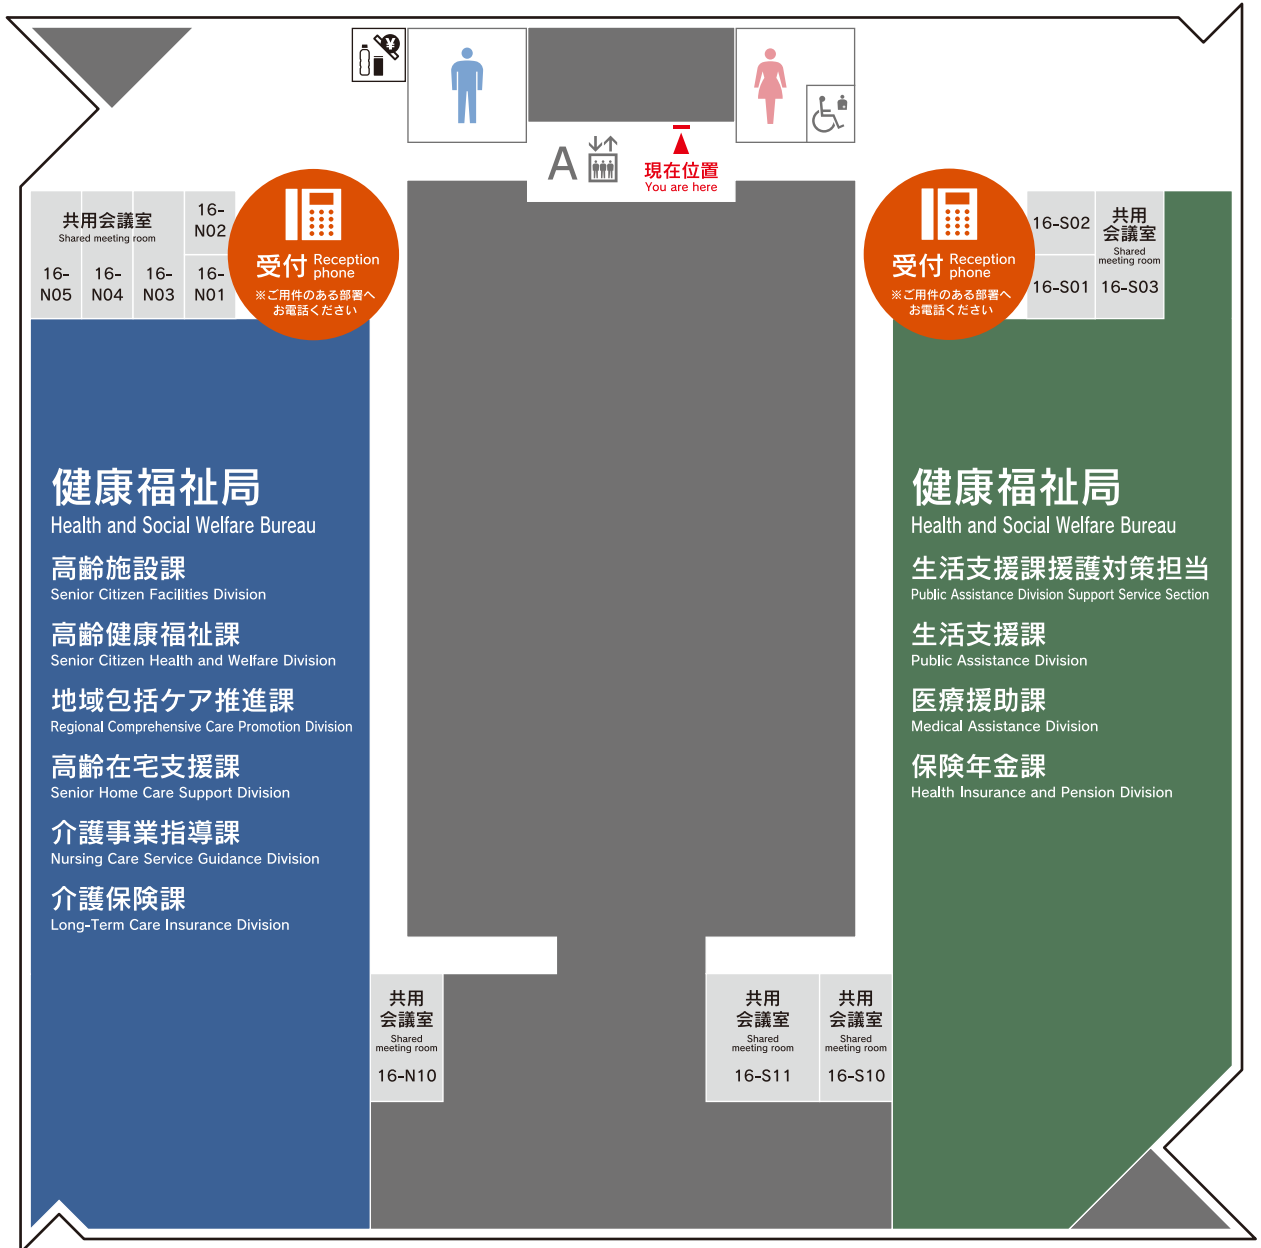 ¥
A
現在位置
You are here
共用会議室
Shared meeting room
16-
N05
16-
N04
16-
N03
16-
N02
16-
N01
受付 Reception
phone
※ご用件のある部署へ
お電話ください
受付 Reception
phone
※ご用件のある部署へ
お電話ください
16-S02
16-S01
共用
会議室
Shared
meeting room
16-S03
健康福祉局
Health and Social Welfare Bureau
高齢施設課
Senior Citizen Facilities Division
高齢健康福祉課
Senior Citizen Health and Welfare Division
地域包括ケア推進課
Regional Comprehensive Care Promotion Division
高齢在宅支援課
Senior Home Care Support Division
介護事業指導課
Nursing Care Service Guidance Division
介護保険課
Long-Term Care Insurance Division
健康福祉局
Health and Social Welfare Bureau
生活支援課援護対策担当
Public Assistance Division Support Service Section
生活支援課
Public Assistance Division
医療援助課
Medical Assistance Division
保険年金課
Health Insurance and Pension Division
共用
会議室
Shared
meeting room
16-N10
共用
会議室
Shared
meeting room
16-S11
共用
会議室
Shared
meeting room
16-S10